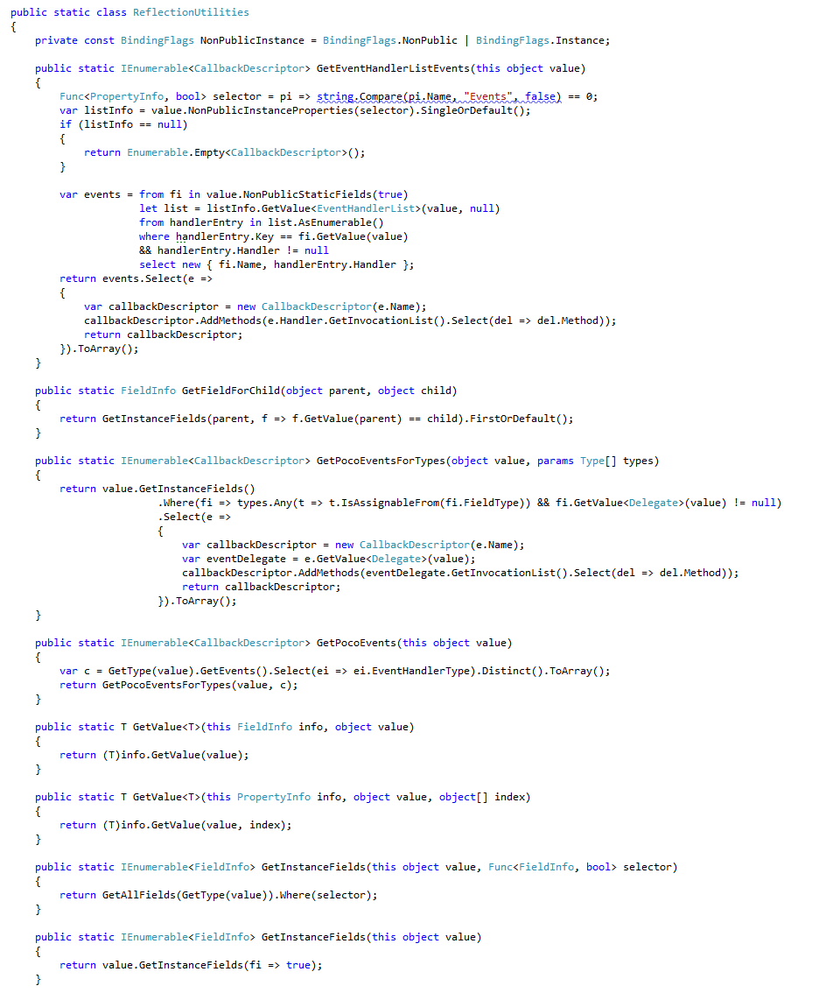 public static class ReflectionUtilities
{
    private const BindingFlags NonPublicInstance = BindingFlags.NonPublic | BindingFlags.Instance;

    public static IEnumerable<CallbackDescriptor> GetEventHandlerListEvents(this object value)
    {
        Func<PropertyInfo, bool> selector = pi => string.Compare(pi.Name, "Events", false) == 0;
        var listInfo = value.NonPublicInstanceProperties(selector).SingleOrDefault();
        if (listInfo == null)
        {
            return Enumerable.Empty<CallbackDescriptor>();
        }

        var events = from fi in value.NonPublicStaticFields(true)
                     let list = listInfo.GetValue<EventHandlerList>(value, null)
                     from handlerEntry in list.AsEnumerable()
                     where handlerEntry.Key == fi.GetValue(value)
                     && handlerEntry.Handler != null
                     select new { fi.Name, handlerEntry.Handler };
        return events.Select(e =>
        {
            var callbackDescriptor = new CallbackDescriptor(e.Name);
            callbackDescriptor.AddMethods(e.Handler.GetInvocationList().Select(del => del.Method));
            return callbackDescriptor;
        }).ToArray();
    }

    public static FieldInfo GetFieldForChild(object parent, object child)
    {
        return GetInstanceFields(parent, f => f.GetValue(parent) == child).FirstOrDefault();
    }

    public static IEnumerable<CallbackDescriptor> GetPocoEventsForTypes(object value, params Type[] types)
    {
        return value.GetInstanceFields()
                        .Where(fi => types.Any(t => t.IsAssignableFrom(fi.FieldType)) && fi.GetValue<Delegate>(value) != null)
                        .Select(e =>
                        {
                            var callbackDescriptor = new CallbackDescriptor(e.Name);
                            var eventDelegate = e.GetValue<Delegate>(value);
                            callbackDescriptor.AddMethods(eventDelegate.GetInvocationList().Select(del => del.Method));
                            return callbackDescriptor;
                        }).ToArray();
    }

    public static IEnumerable<CallbackDescriptor> GetPocoEvents(this object value)
    {
        var c = GetType(value).GetEvents().Select(ei => ei.EventHandlerType).Distinct().ToArray();
        return GetPocoEventsForTypes(value, c);
    }

    public static T GetValue<T>(this FieldInfo info, object value)
    {
        return (T)info.GetValue(value);
    }

    public static T GetValue<T>(this PropertyInfo info, object value, object[] index)
    {
        return (T)info.GetValue(value, index);
    }

    public static IEnumerable<FieldInfo> GetInstanceFields(this object value, Func<FieldInfo, bool> selector)
    {
        return GetAllFields(GetType(value)).Where(selector);
    }

    public static IEnumerable<FieldInfo> GetInstanceFields(this object value)
    {
        return value.GetInstanceFields(fi => true);
    }